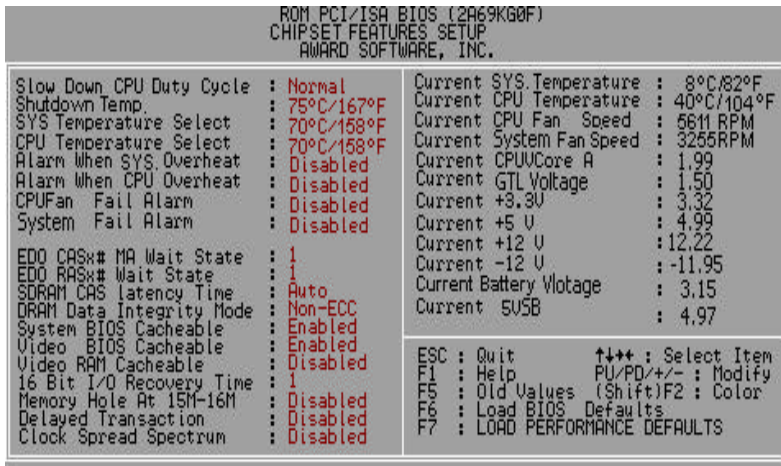 ROM PCI/ISA BIOS (2A69KG0F)
CHIPSET FEATURES SETUP
AWARD SOFTWARE, INC.
Slow Down CPU Duty Cycle : Normal
Shutdown Temp. : 75°C/167°F
SYS Temperature Select : 70°C/158°F
CPU Temperature Select : 70°C/158°F
Alarm When SYS. Overheat : Disabled
Alarm When CPU Overheat : Disabled
CPUFan Fail Alarm : Disabled
System Fail Alarm : Disabled
EDO CASx# MA Wait State : 1
EDO RASx# Wait State : 1
SDRAM CAS latency Time : Auto
DRAM Data Integrity Mode : Non-ECC
System BIOS Cacheable : Enabled
Video BIOS Cacheable : Enabled
Video RAM Cacheable : Disabled
16 Bit I/O Recovery Time : 1
Memory Hole At 15M-16M : Disabled
Delayed Transaction : Disabled
Clock Spread Spectrum : Disabled
Current SYS. Temperature : 8°C/82°F
Current CPU Temperature : 40°C/104°F
Current CPU Fan Speed : 5611 RPM
Current System Fan Speed : 3255RPM
Current CPUVCore A : 1.99
Current GTL Voltage : 1.50
Current +3.3V : 3.32
Current +5 V : 4.99
Current +12 V : 12.22
Current -12 V : -11.95
Current Battery Vlotage : 3.15
Current 5VSB : 4.97
ESC : Quit ↑↓→← : Select Item
F1 : Help PU/PD/+/- : Modify
F5 : Old Values (Shift)F2 : Color
F6 : Load BIOS Defaults
F7 : LOAD PERFORMANCE DEFAULTS